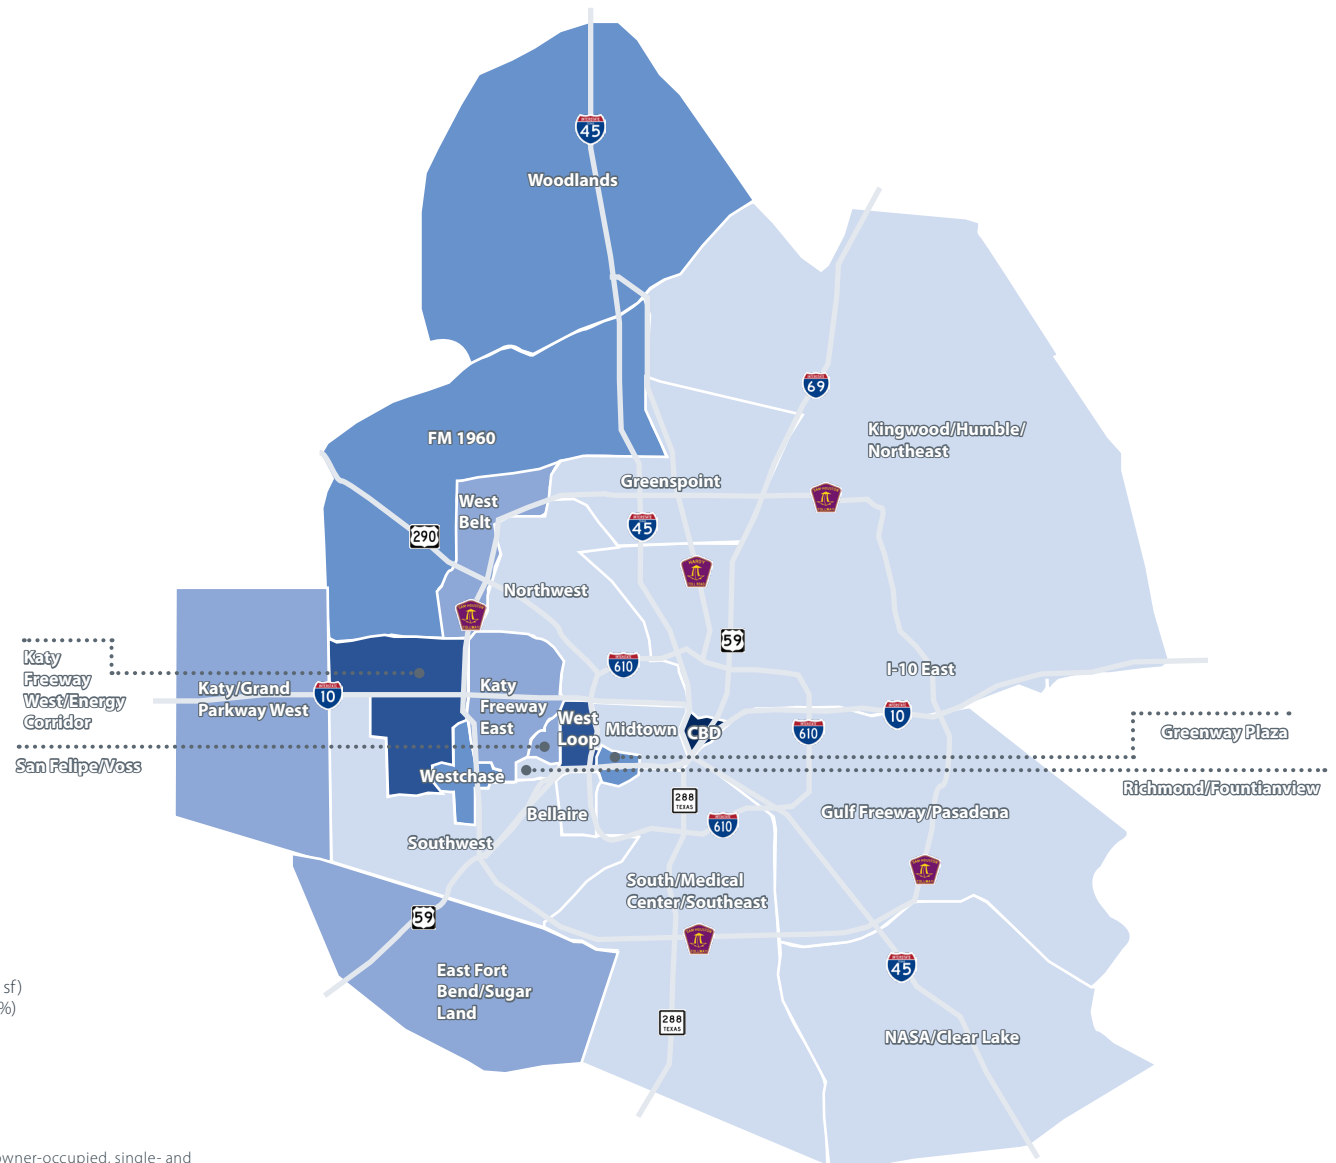 45
Woodlands
69
Kingwood/Humble/
Northeast
FM 1960
Greenspoint
West
Belt
45
290
Northwest
59
Katy
Freeway
West/Energy
Corridor
610
I-10 East
Katy/Grand
Parkway West
10
Katy
Freeway
East
West
Loop
Midtown
CBD
610
10
Greenway Plaza
San Felipe/Voss
Westchase
Richmond/Fountianview
288
TEXAS
Bellaire
610
Gulf Freeway/Pasadena
Southwest
South/Medical
Center/Southeast
59
East Fort
Bend/Sugar
Land
45
sf)
%)
288
TEXAS
NASA/Clear Lake
owner-occupied, single- and